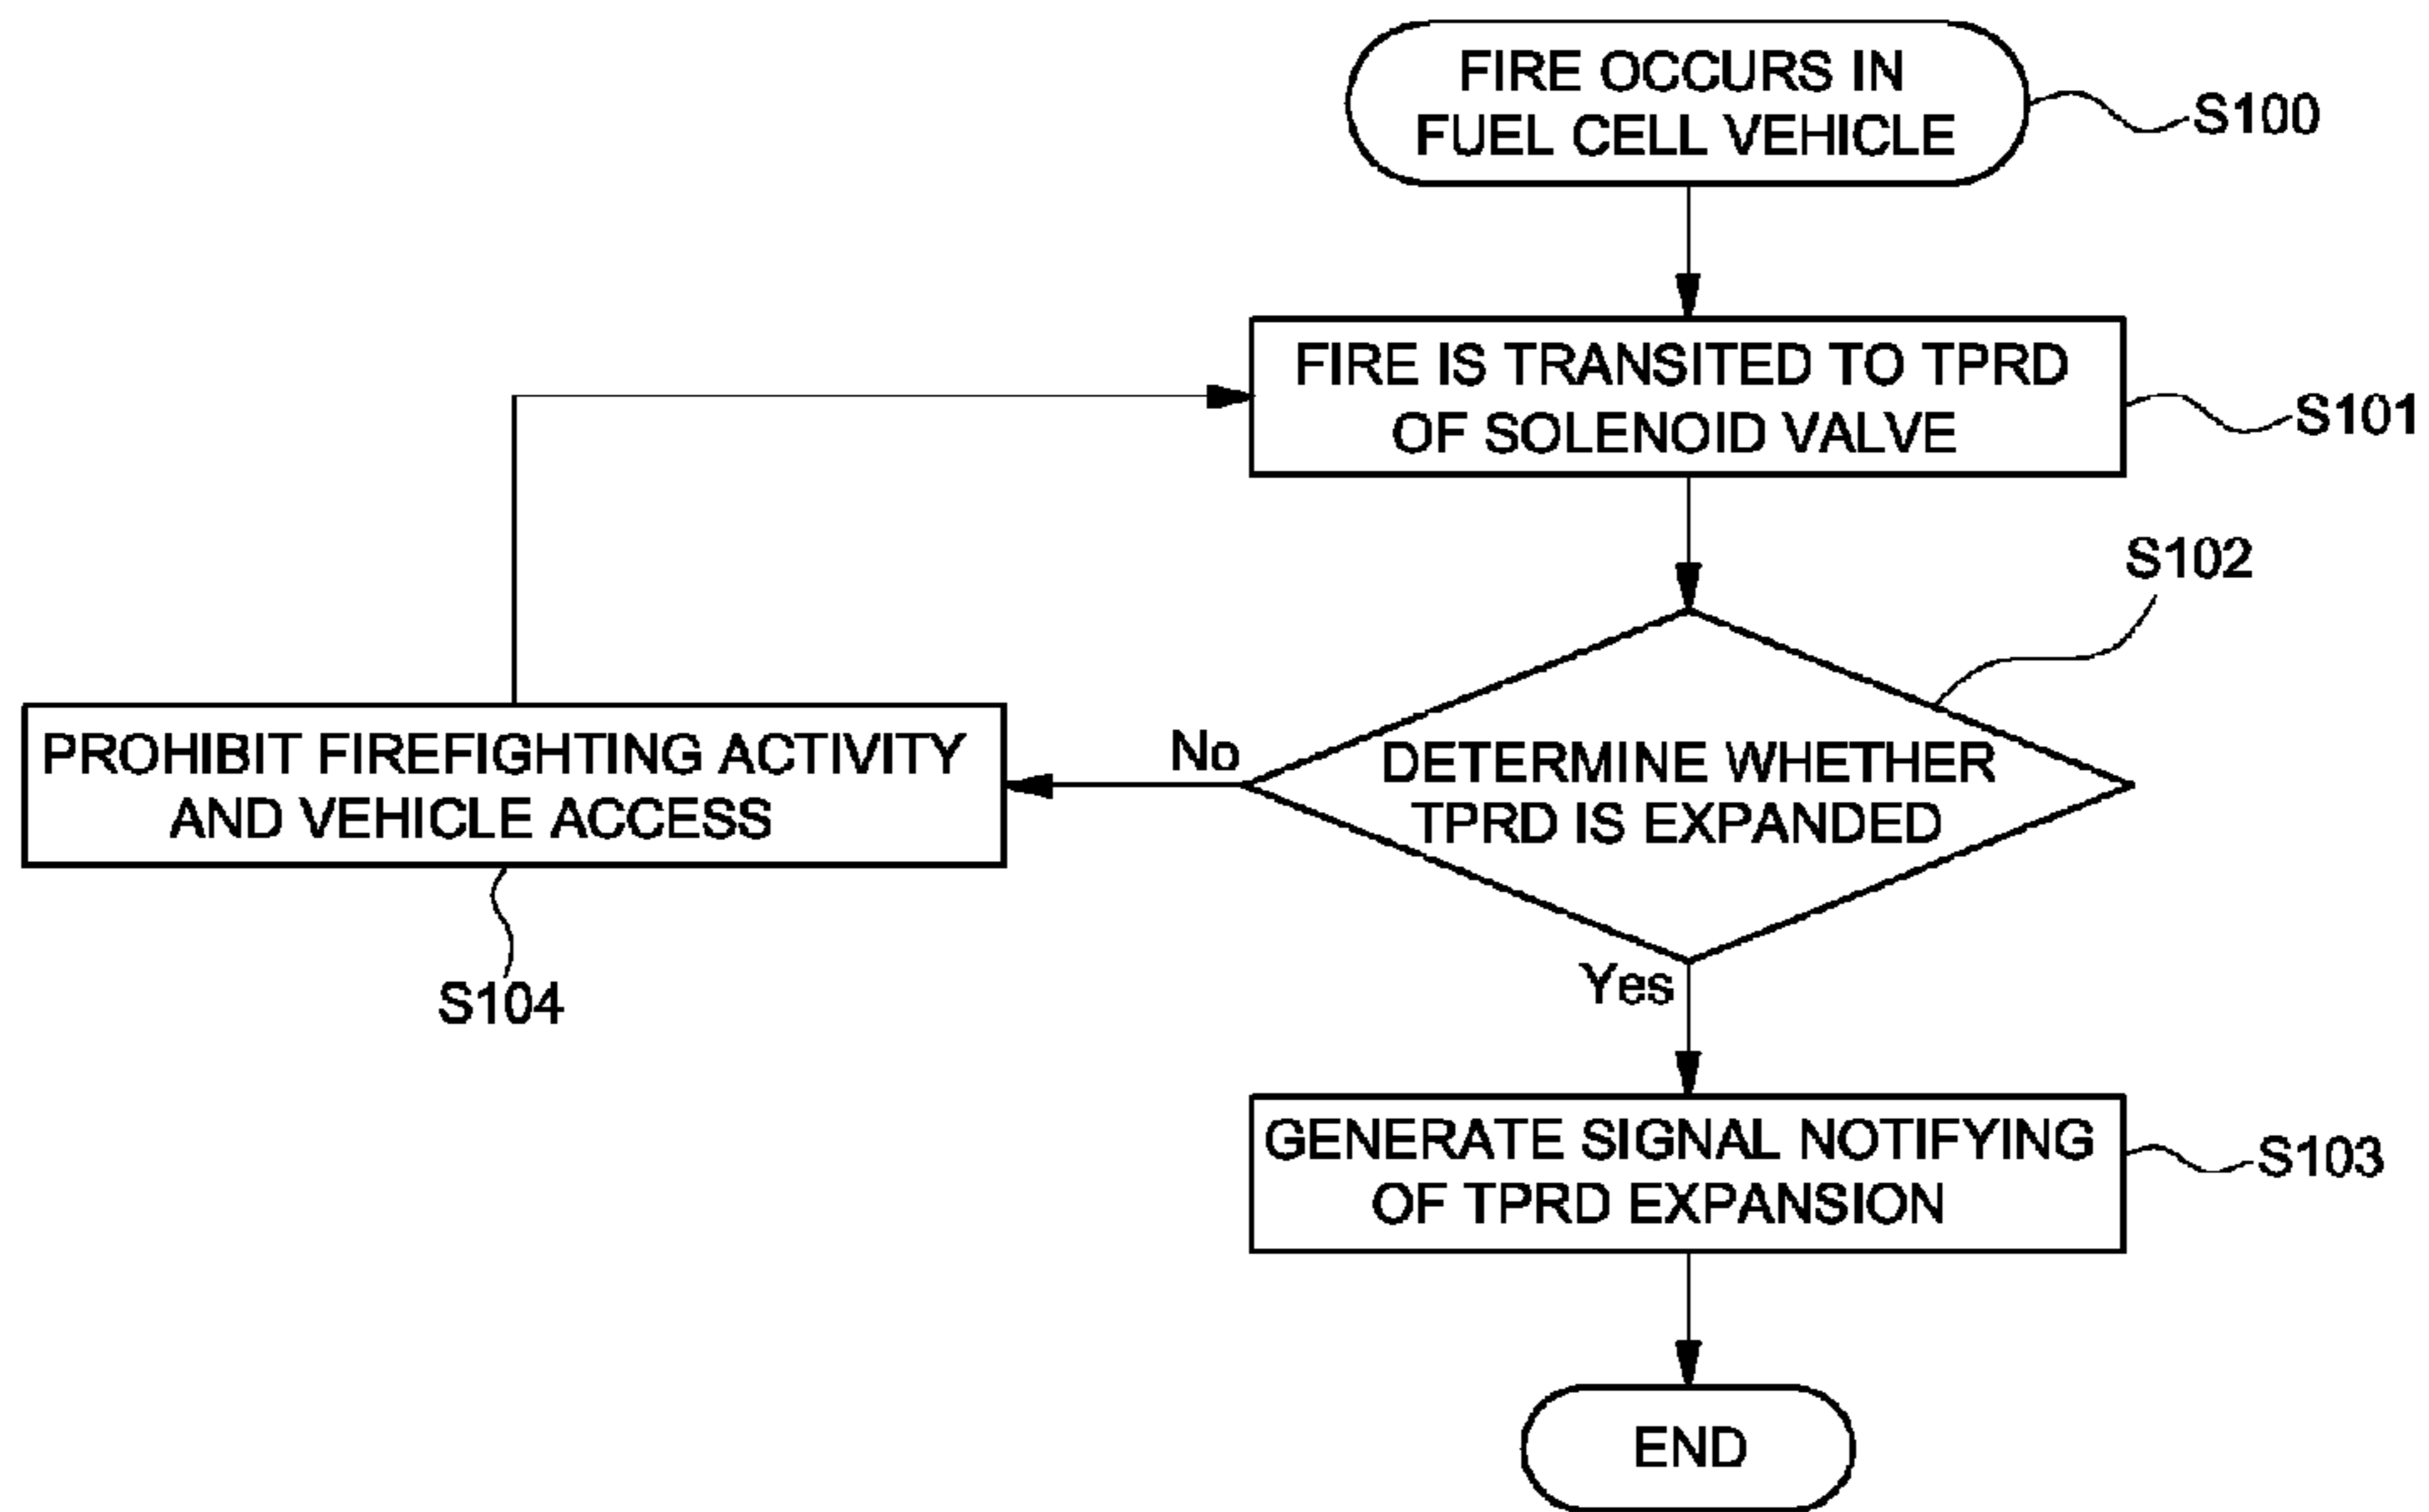 FIRE OCCURS IN
FUEL CELL VEHICLE
S100
FIRE IS TRANSITED TO TPRD
OF SOLENOID VALVE
S101
S102
DETERMINE WHETHER
TPRD IS EXPANDED
No
PROHIBIT FIREFIGHTING ACTIVITY
AND VEHICLE ACCESS
S104
Yes
GENERATE SIGNAL NOTIFYING
OF TPRD EXPANSION
S103
END